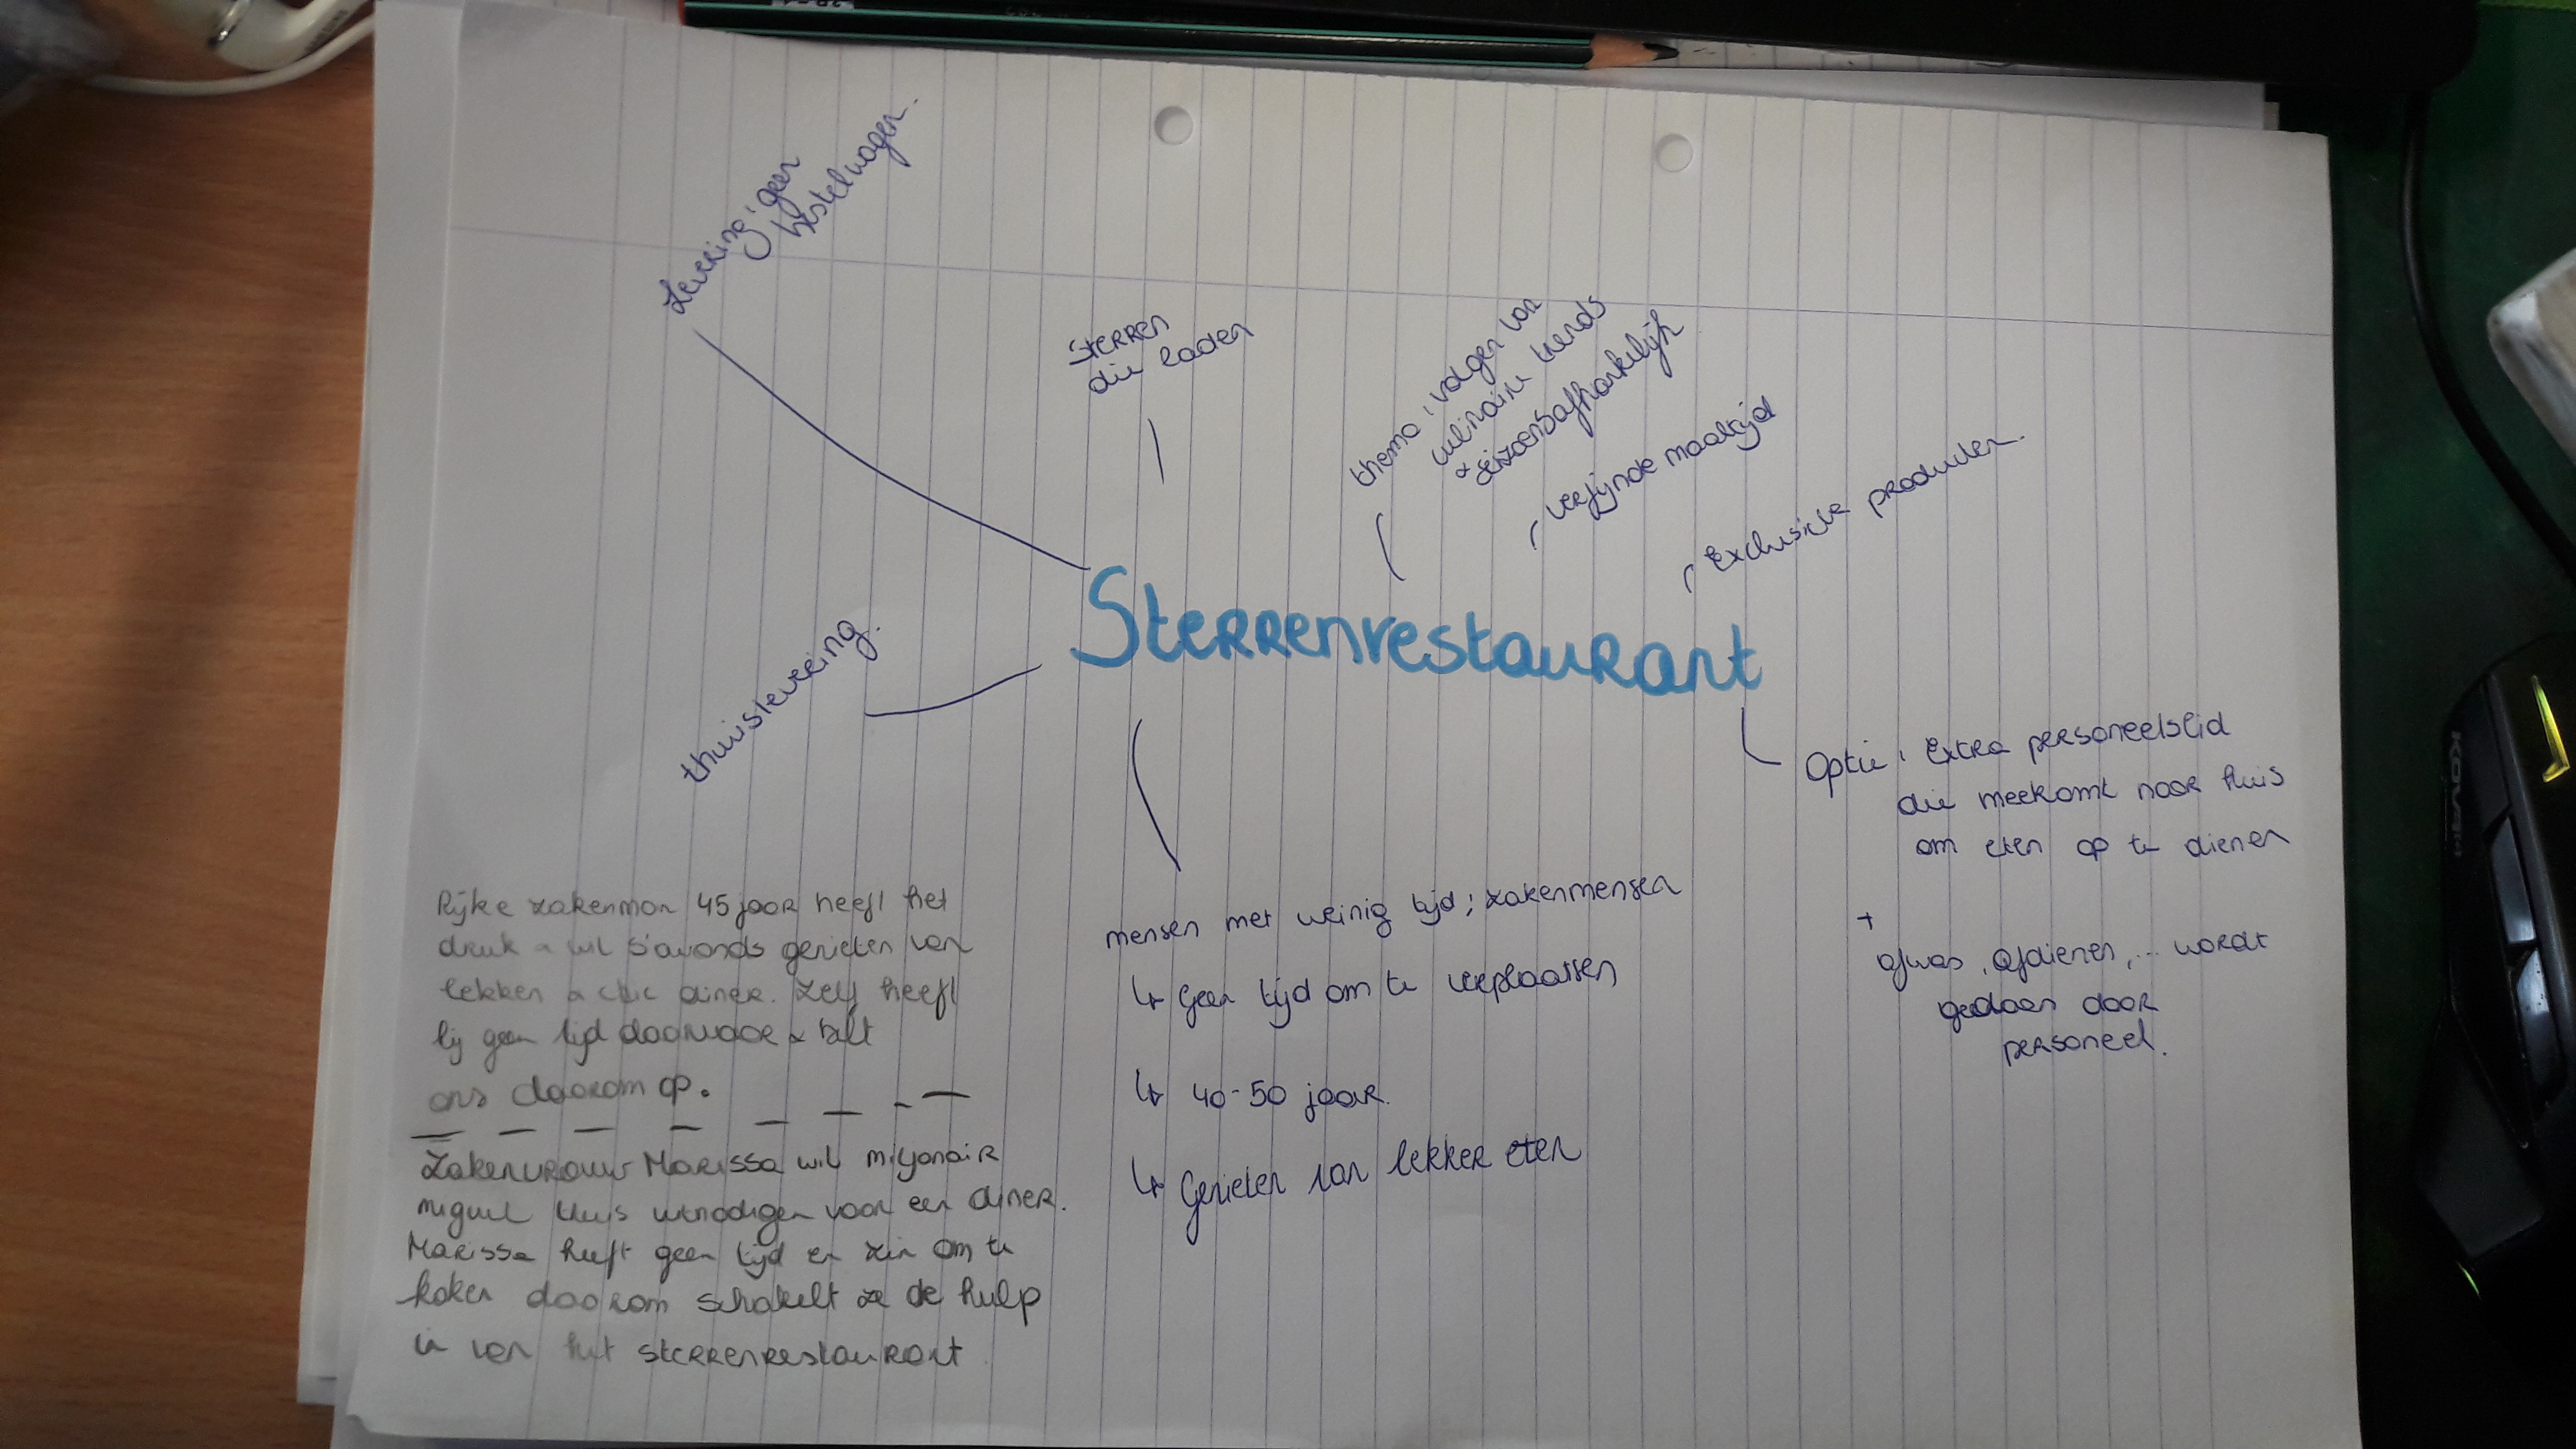 Levering: geen
bestelwagen.
Sterren
die laden
thema: volgen van
culinaire trends
& seizoensafhankelijk
verfijnde maaltijd
Exclusieve producten.
Sterrenrestaurant
thuislevering.
Optie: Extra personeelslid
die meekomt naar huis
om eten op te dienen
+
afwas, afdienen,... wordt
gedaan door
personeel.
mensen met weinig tijd; zakenmensen
↳ Geen tijd om te verplaatsen
↳ 40-50 jaar.
↳ Genieten van lekker eten
Rijke zakenman 45 jaar heeft het
druk & wil s'avonds genieten van
lekker & chic diner. Zelf heeft
hij geen tijd daarvoor & belt
ons daarom op.
Zakenvrouw Marissa wil miljonair
miguel thuis uitnodigen voor een diner.
Marissa heeft geen tijd en zin om te
koken daarom schakelt ze de hulp
in van het sterrenrestaurant
KOVA